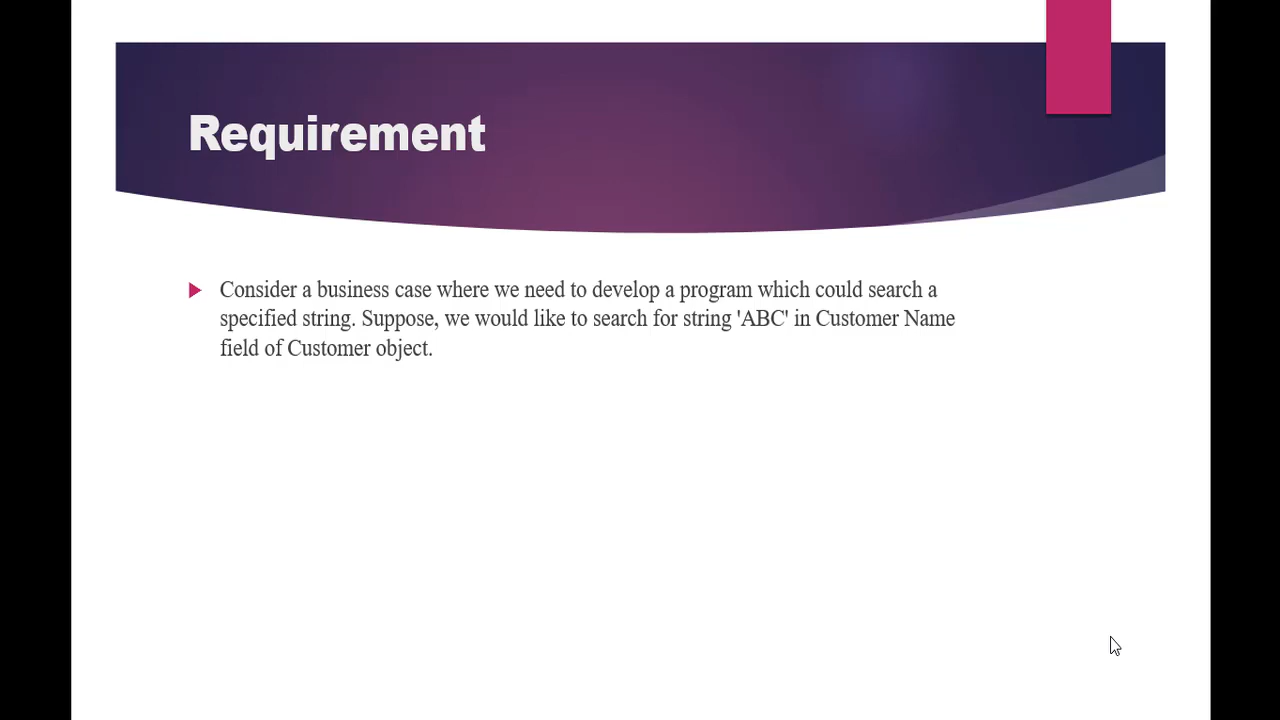 Requirement
Consider a business case where we need to develop a program which could search a
specified string. Suppose, we would like to search for string 'ABC' in Customer Name
field of Customer object.